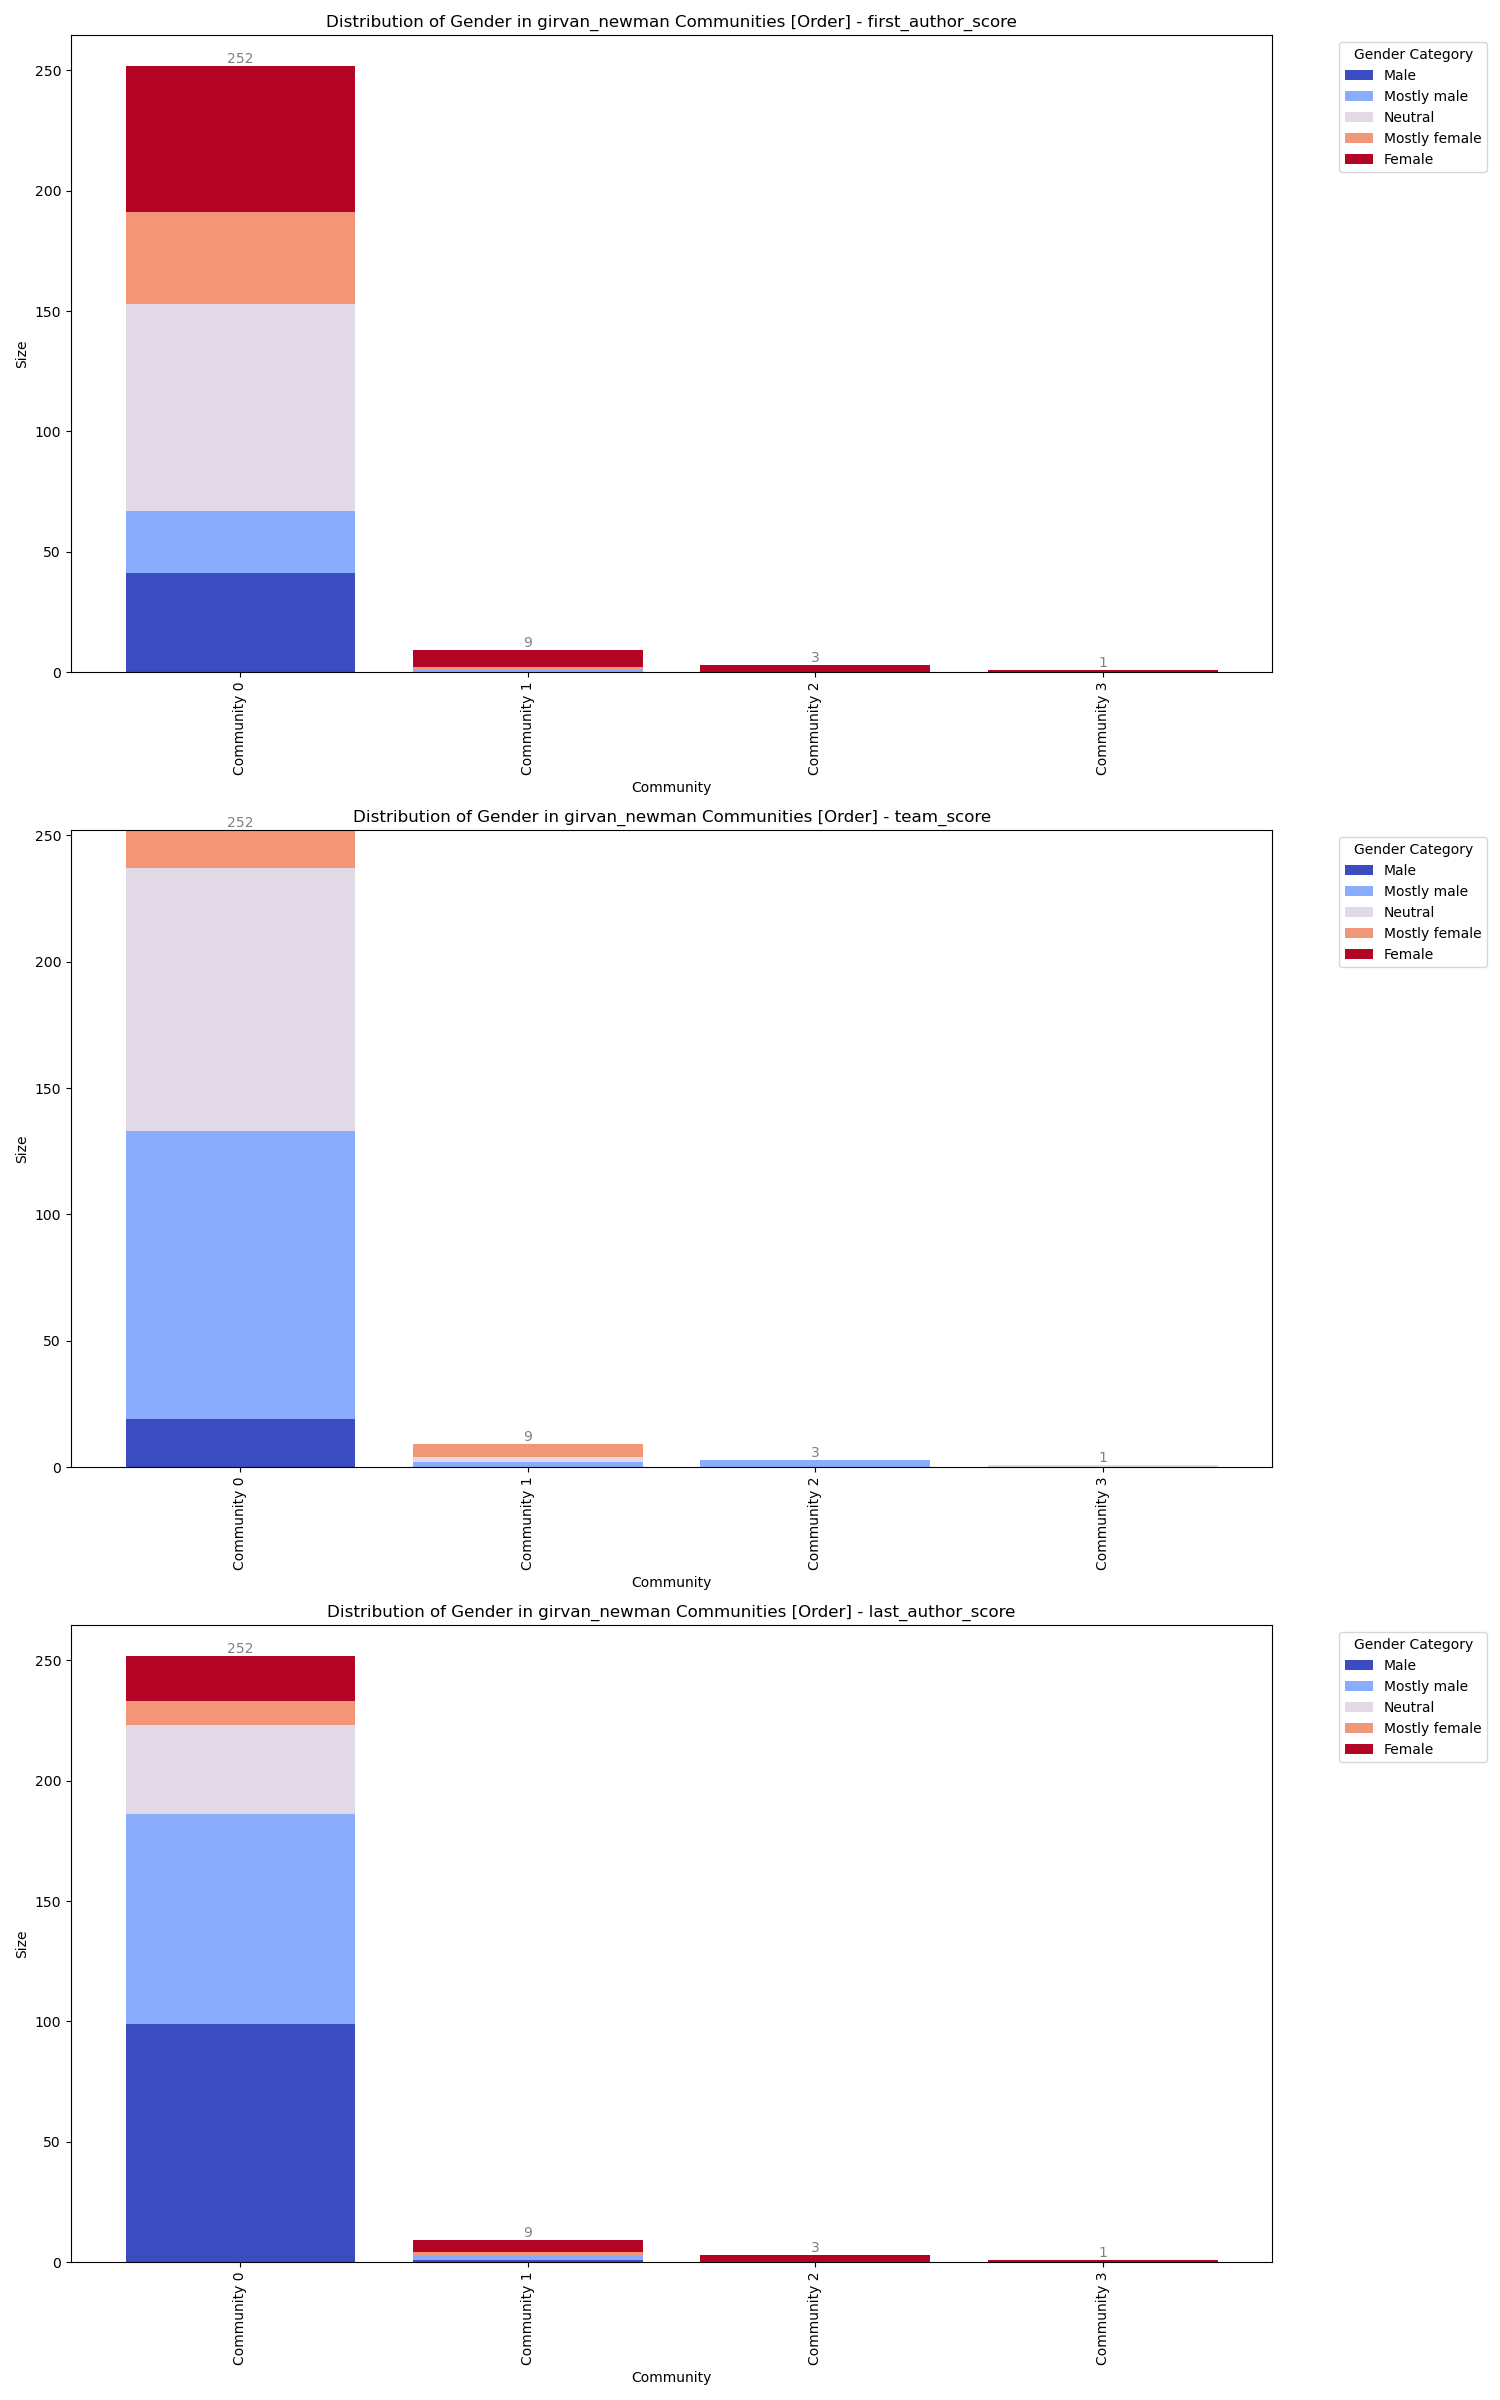 Distribution of Gender in girvan_newman Communities [Order] - first_author_score
252
250
200
150
100
50
0
9
3
1
Size
Community 0
Community 1
Community 2
Community 3
Community
Gender Category
Male
Mostly male
Neutral
Mostly female
Female
Distribution of Gender in girvan_newman Communities [Order] - team_score
252
250
200
150
100
50
0
9
3
1
Size
Community 0
Community 1
Community 2
Community 3
Community
Gender Category
Male
Mostly male
Neutral
Mostly female
Female
Distribution of Gender in girvan_newman Communities [Order] - last_author_score
252
250
200
150
100
50
0
9
3
1
Size
Community 0
Community 1
Community 2
Community 3
Community
Gender Category
Male
Mostly male
Neutral
Mostly female
Female